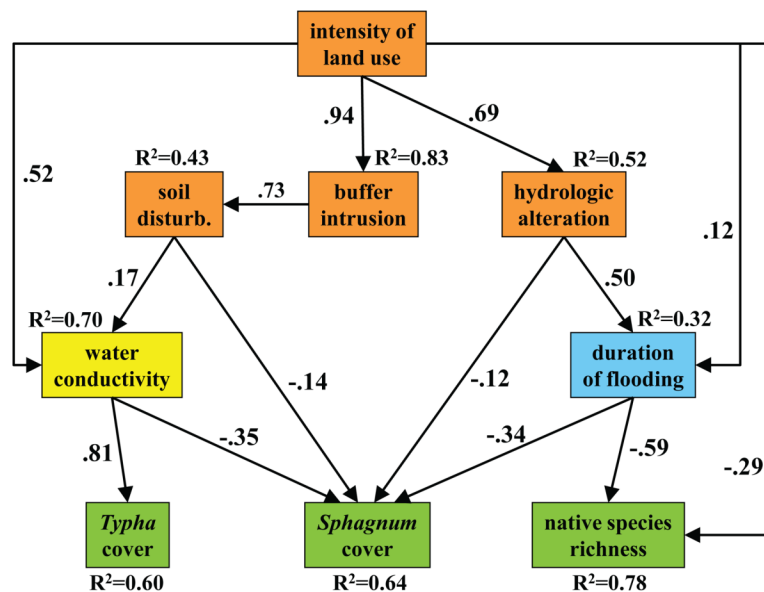 intensity of
land use
.94
.69
R²=0.43
R²=0.83
R²=0.52
.52
soil
disturb.
.73
buffer
intrusion
hydrologic
alteration
.12
.17
.50
R²=0.70
R²=0.32
water
conductivity
duration
of flooding
-.14
-.12
.81
-.35
-.34
-.59
-.29
Typha
cover
Sphagnum
cover
native species
richness
R²=0.60
R²=0.64
R²=0.78